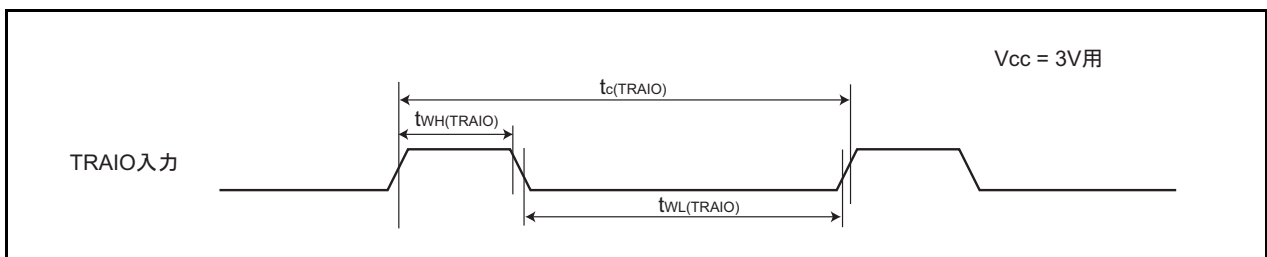 Vcc = 3V用
tc(TRAIO)
tWH(TRAIO)
TRAIO入力
tWL(TRAIO)